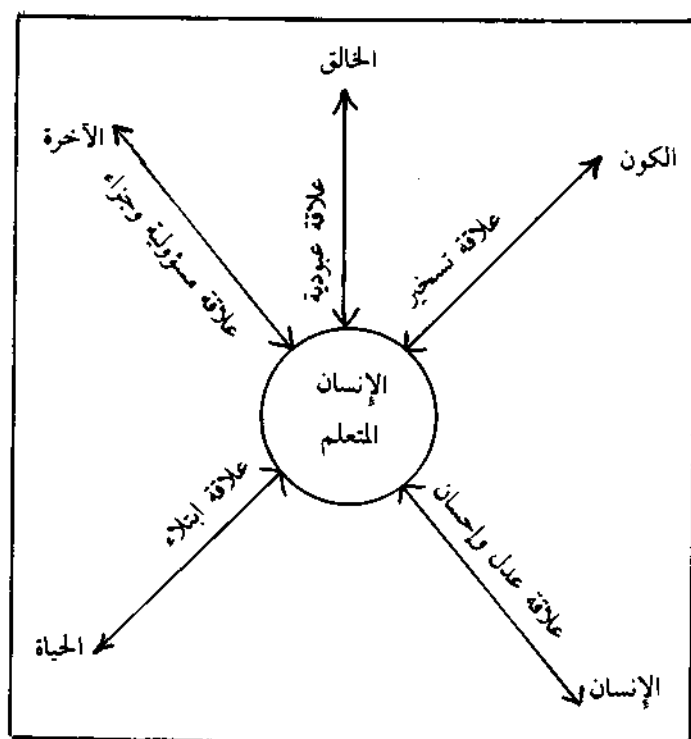 الخالق
الآخرة
الكون
علاقة عبودية
علاقة مسؤولية وجزاء
علاقة تسخير
الإنسان
المتعلم
علاقة ابتلاء
علاقة عدل وإحسان
الحياة
الإنسان